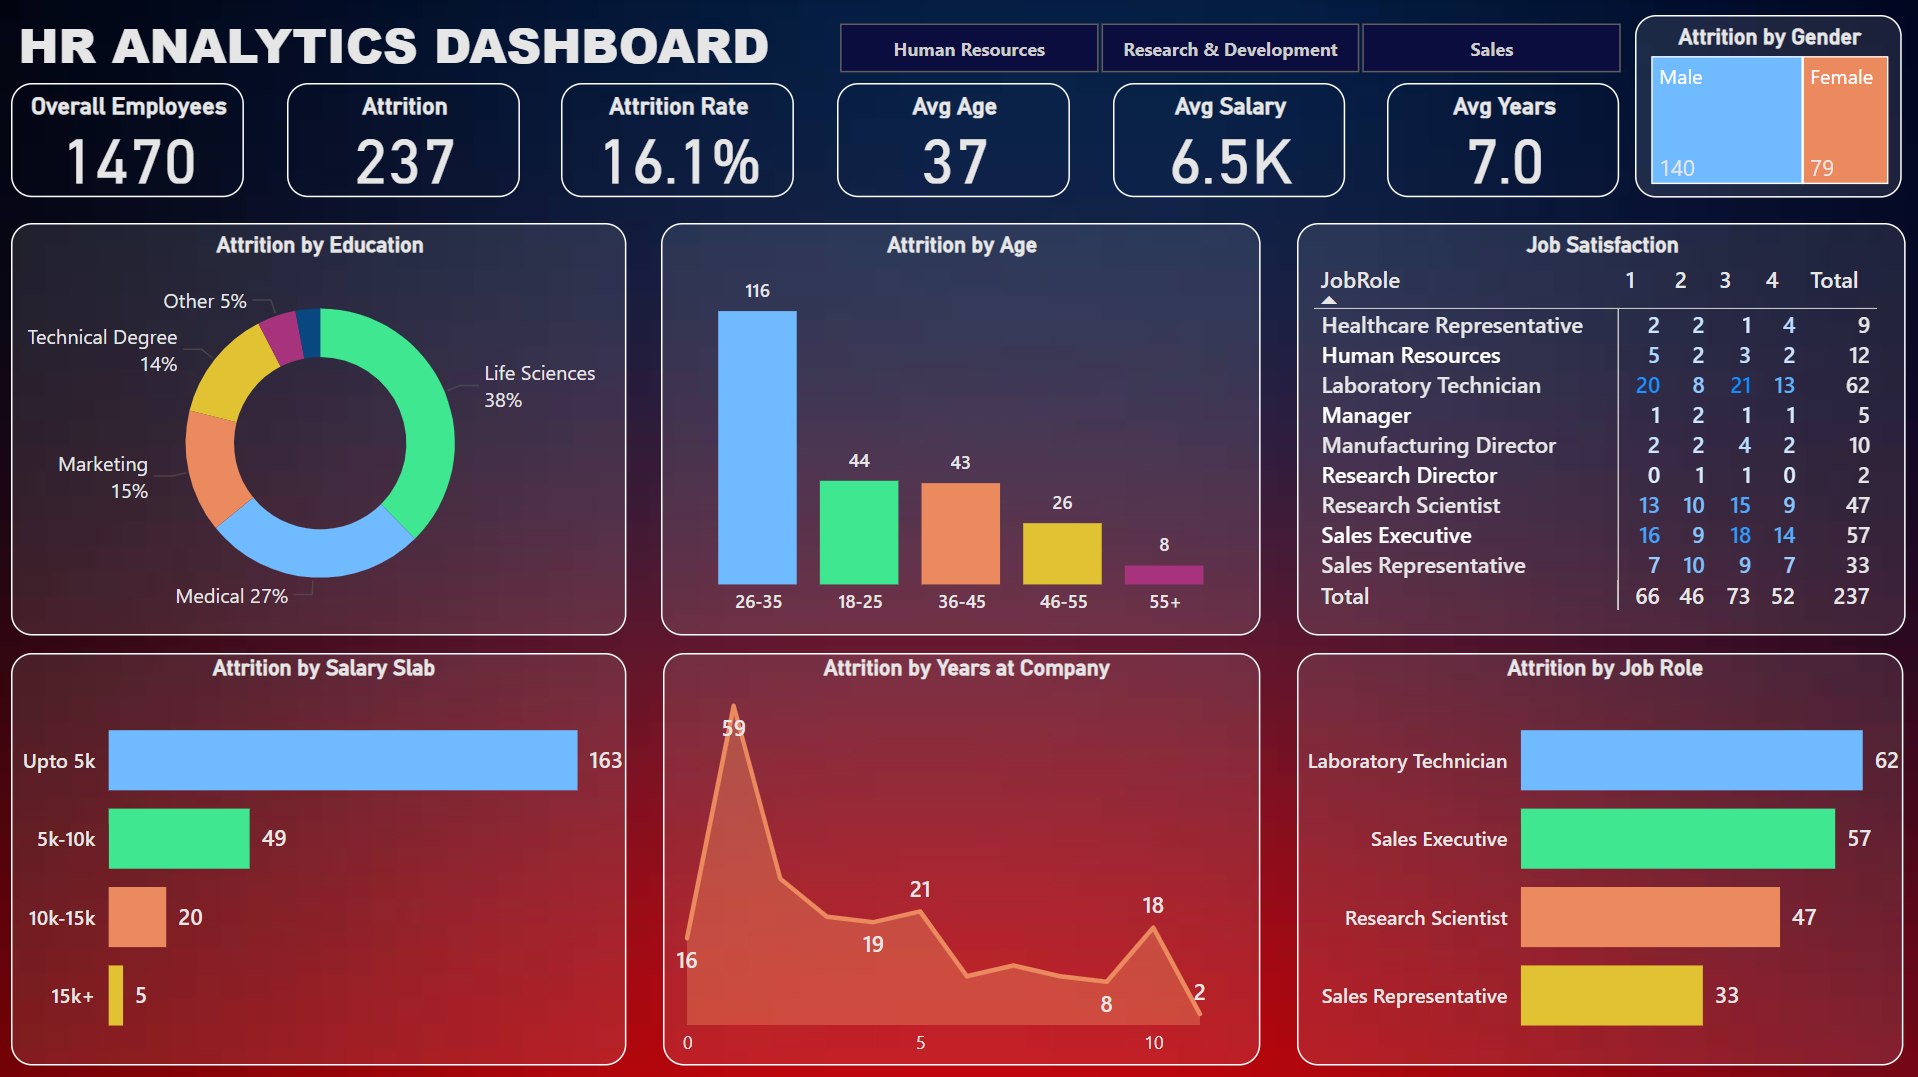 HR ANALYTICS DASHBOARD
Human Resources
Research & Development
Sales
Attrition by Gender
Male
Female
140
79
Overall Employees
1470
Attrition
237
Attrition Rate
16.1%
Avg Age
37
Avg Salary
6.5K
Avg Years
7.0
Attrition by Education
Other 5%
Technical Degree
14%
Life Sciences
38%
Marketing
15%
Medical 27%
Attrition by Age
116
44
43
26
8
26-35
18-25
36-45
46-55
55+
Job Satisfaction
JobRole 1 2 3 4 Total
Healthcare Representative 2 2 1 4 9
Human Resources 5 2 3 2 12
Laboratory Technician 20 8 21 13 62
Manager 1 2 1 1 5
Manufacturing Director 2 2 4 2 10
Research Director 0 1 1 0 2
Research Scientist 13 10 15 9 47
Sales Executive 16 9 18 14 57
Sales Representative 7 10 9 7 33
Total 66 46 73 52 237
Attrition by Salary Slab
Upto 5k 163
5k-10k 49
10k-15k 20
15k+ 5
Attrition by Years at Company
59
16
19
21
8
18
2
0
5
10
Attrition by Job Role
Laboratory Technician 62
Sales Executive 57
Research Scientist 47
Sales Representative 33